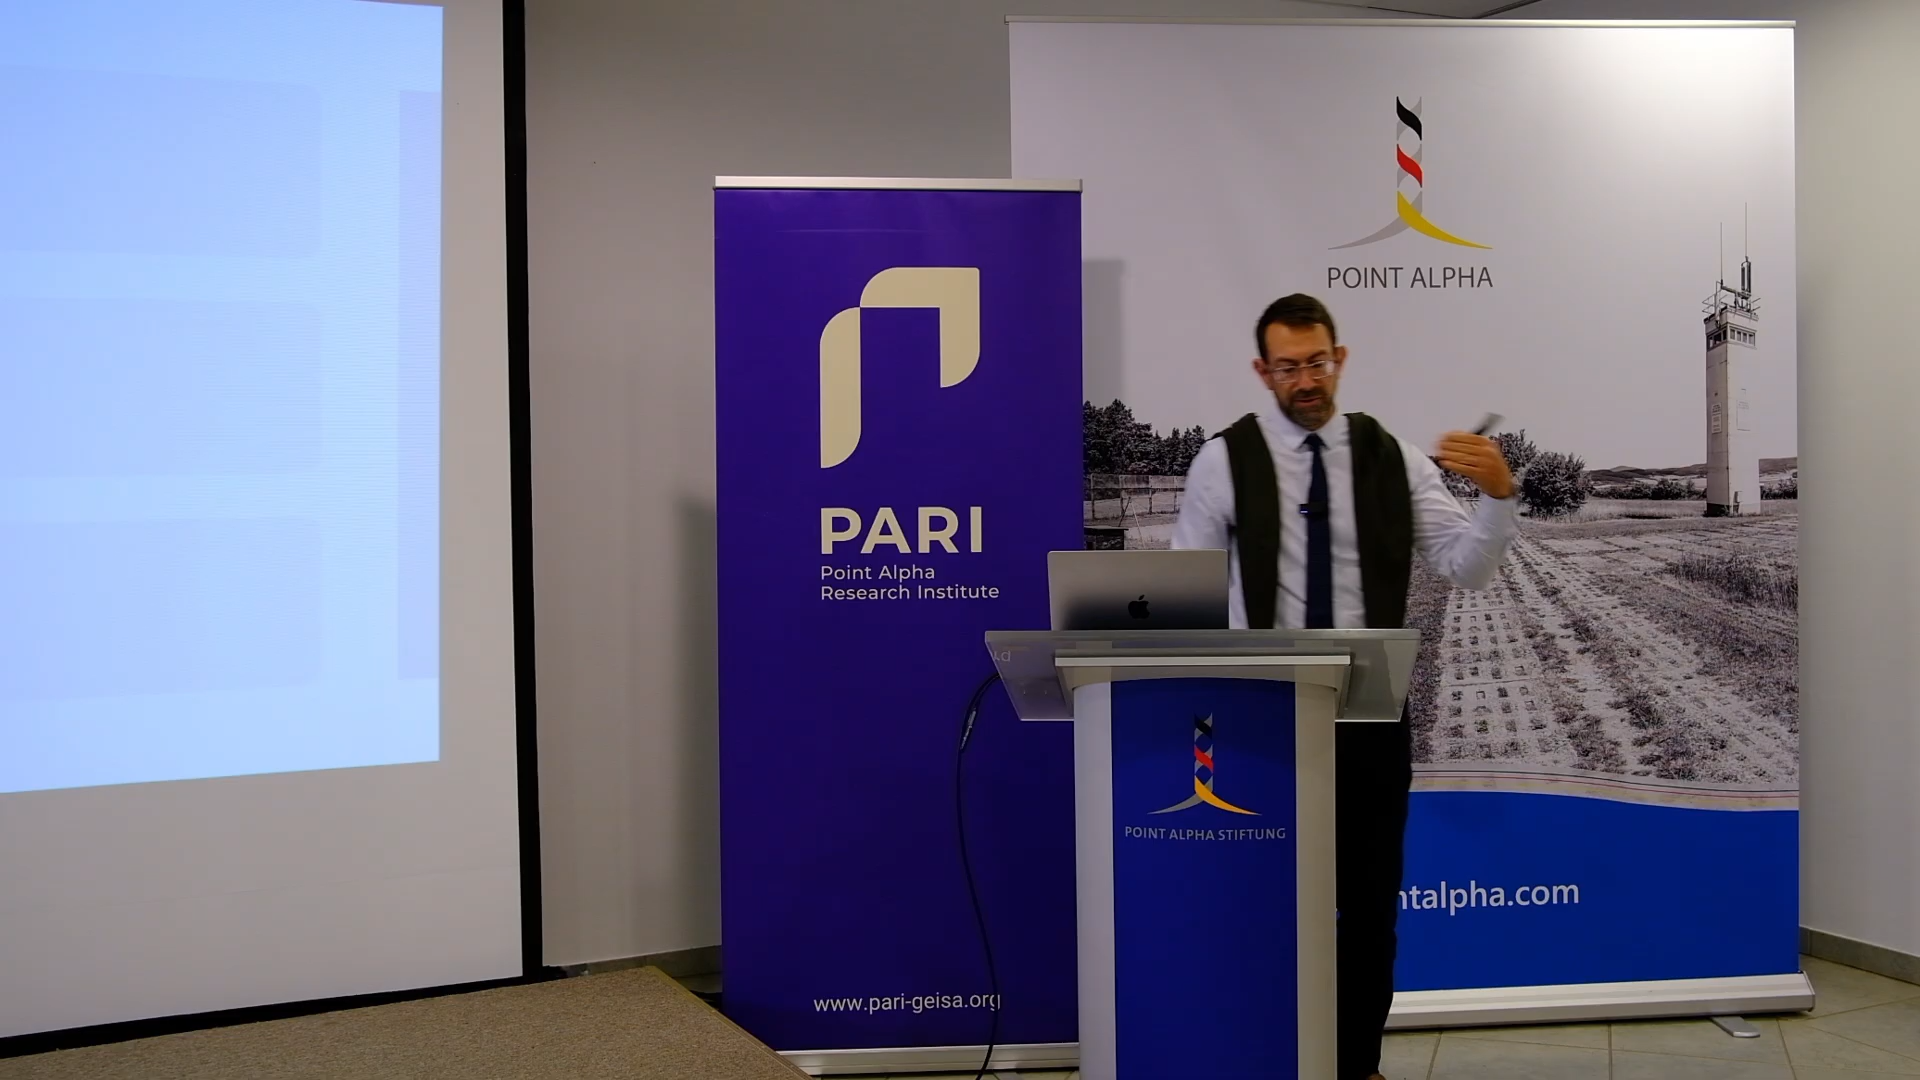 PARI
Point Alpha
Research Institute
www.pari-geisa.org
POINT ALPHA
ntalpha.com
POINT ALPHA STIFTUNG